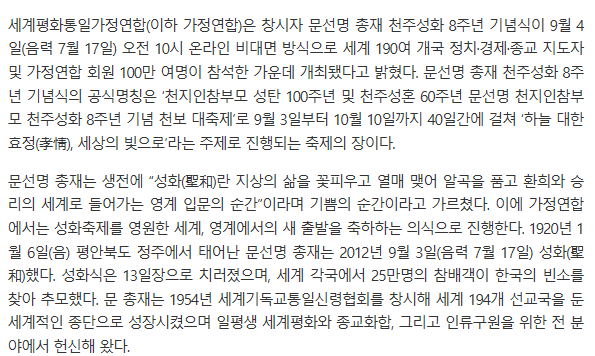 세계평화통일가정연합(이하 가정연합)은 창시자 문선명 총재 천주성화 8주년 기념식이 9월 4
일(음력 7월 17일) 오전 10시 온라인 비대면 방식으로 세계 190여 개국 정치·경제·종교 지도자
및 가정연합 회원 100만 여명이 참석한 가운데 개최됐다고 밝혔다. 문선명 총재 천주성화 8주
년 기념식의 공식명칭은 '천지인참부모 성탄 100주년 및 천주성혼 60주년 문선명 천지인참부
모 천주성화 8주년 기념 천보 대축제'로 9월 3일부터 10월 10일까지 40일간에 걸쳐 '하늘 대한
효정(孝情), 세상의 빛으로'라는 주제로 진행되는 축제의 장이다.
문선명 총재는 생전에 "성화(聖和)란 지상의 삶을 꽃피우고 열매 맺어 알곡을 품고 환희와 승
리의 세계로 들어가는 영계 입문의 순간"이라며 기쁨의 순간이라고 가르쳤다. 이에 가정연합
에서는 성화축제를 영원한 세계, 영계에서의 새 출발을 축하하는 의식으로 진행한다. 1920년 1
월 6일(음) 평안북도 정주에서 태어난 문선명 총재는 2012년 9월 3일(음력 7월 17일) 성화(聖
和)했다. 성화식은 13일장으로 치러졌으며, 세계 각국에서 25만명의 참배객이 한국의 빈소를
찾아 추모했다. 문 총재는 1954년 세계기독교통일신령협회를 창시해 세계 194개 선교국을 둔
세계적인 종단으로 성장시켰으며 일평생 세계평화와 종교화합, 그리고 인류구원을 위한 전 분
야에서 헌신해 왔다.